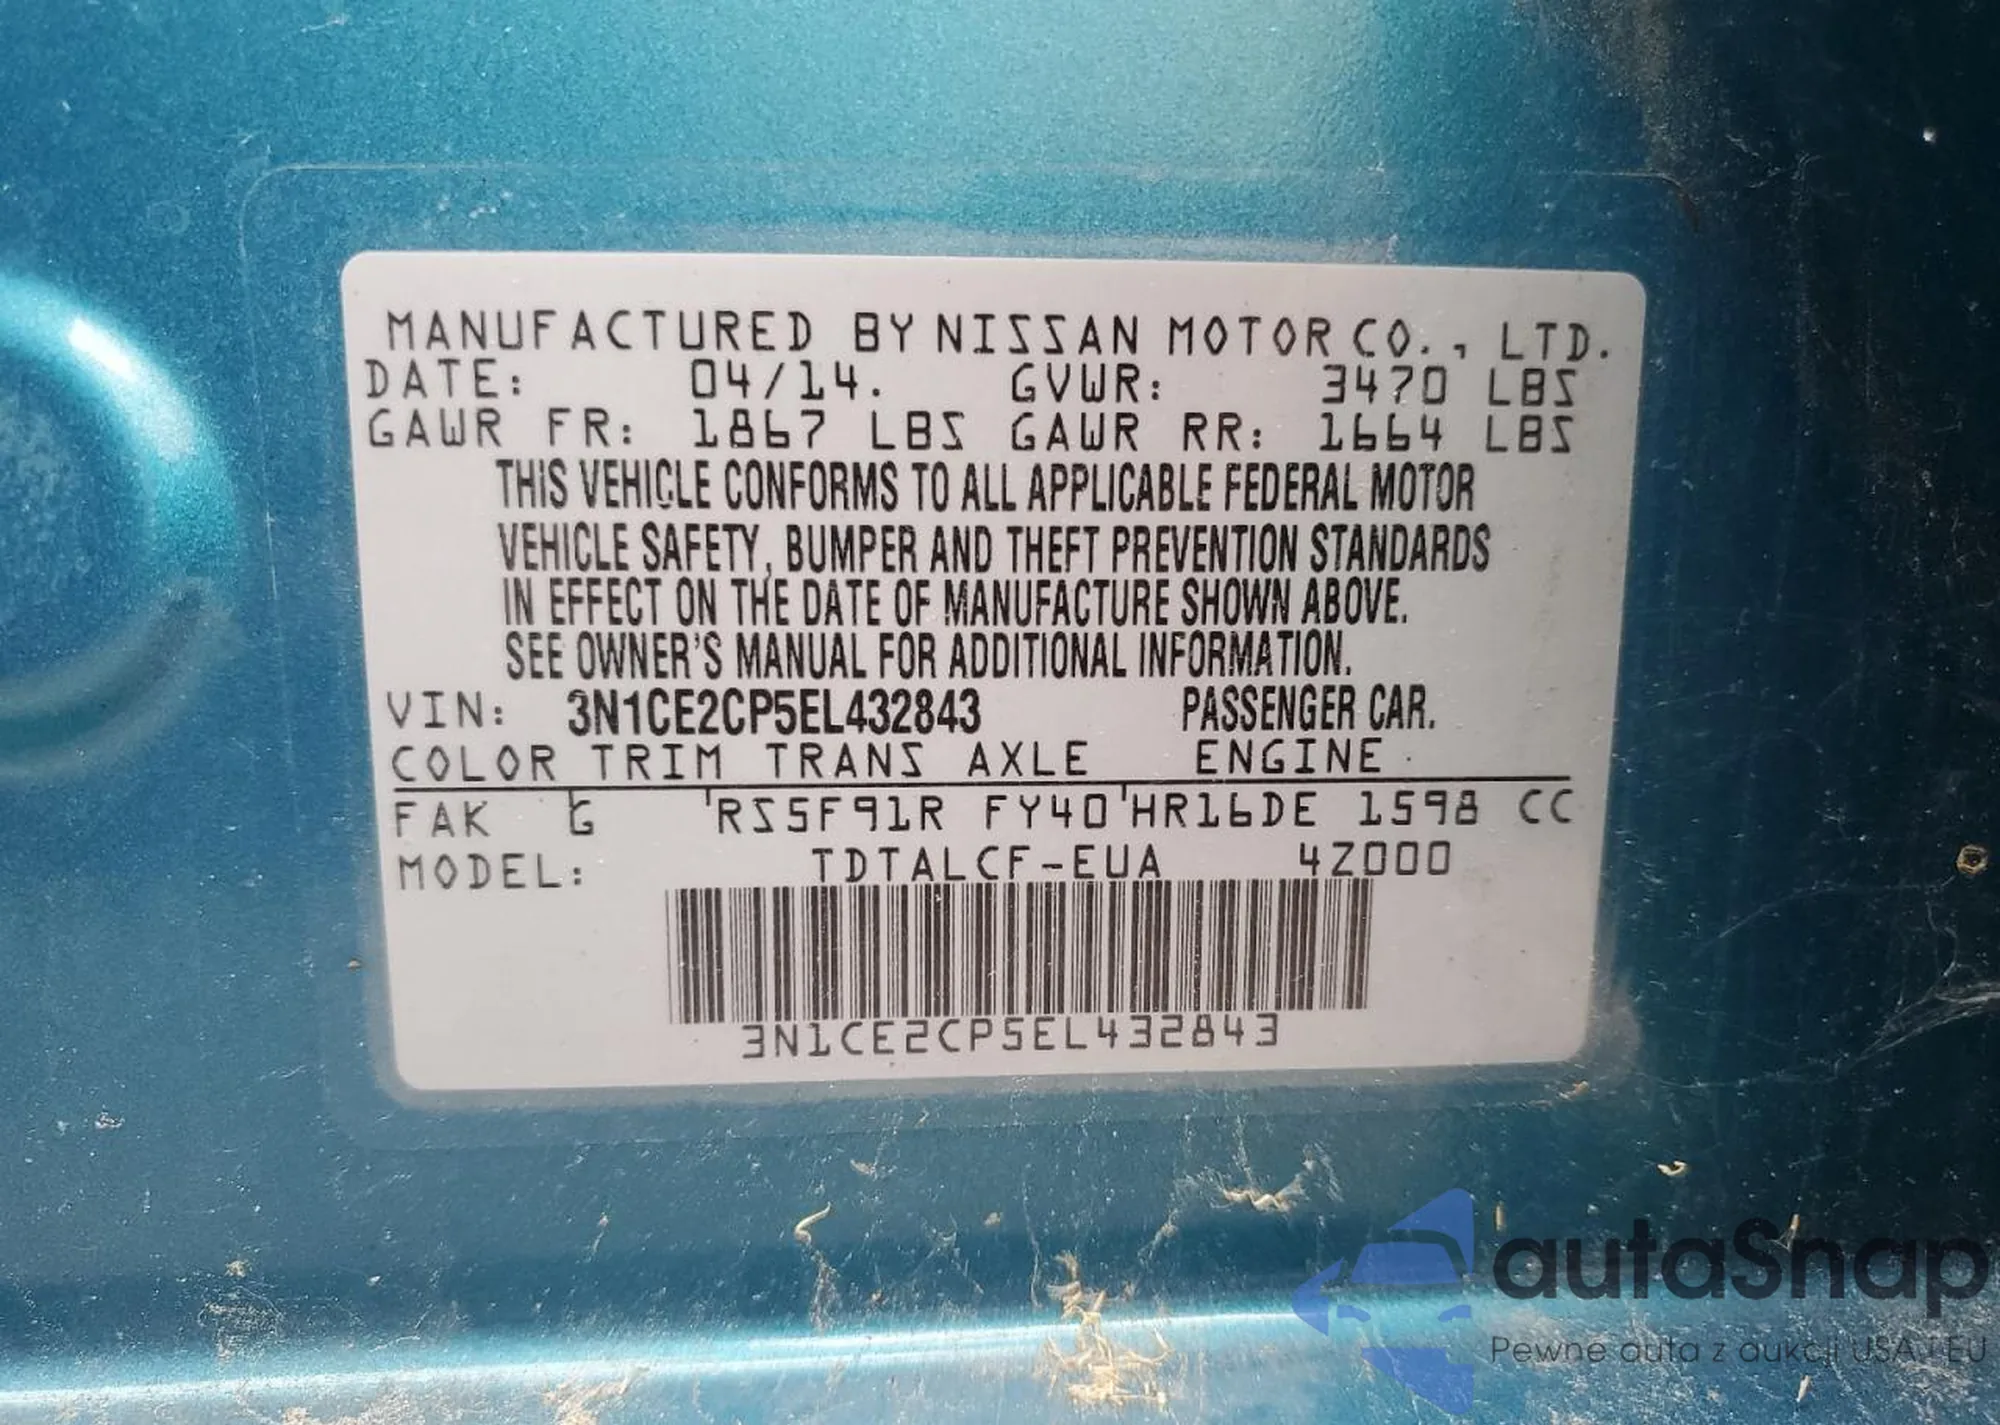 MANUFACTURED BY NISSAN MOTOR CO., LTD.
DATE: 04/14. GVWR: 3470 LBS
GAWR FR: 1867 LBS GAWR RR: 1664 LBS
THIS VEHICLE CONFORMS TO ALL APPLICABLE FEDERAL MOTOR
VEHICLE SAFETY, BUMPER AND THEFT PREVENTION STANDARDS
IN EFFECT ON THE DATE OF MANUFACTURE SHOWN ABOVE.
SEE OWNER'S MANUAL FOR ADDITIONAL INFORMATION.
VIN: 3N1CE2CP5EL432843 PASSENGER CAR.
COLOR TRIM TRANS AXLE ENGINE
FAK G RS5F91R FY40 HR16DE 1598 CC
MODEL: TDTALCF-EUA 4Z000
3N1CE2CP5EL432843
autaSnap
Pewne auta z aukcji USA i EU